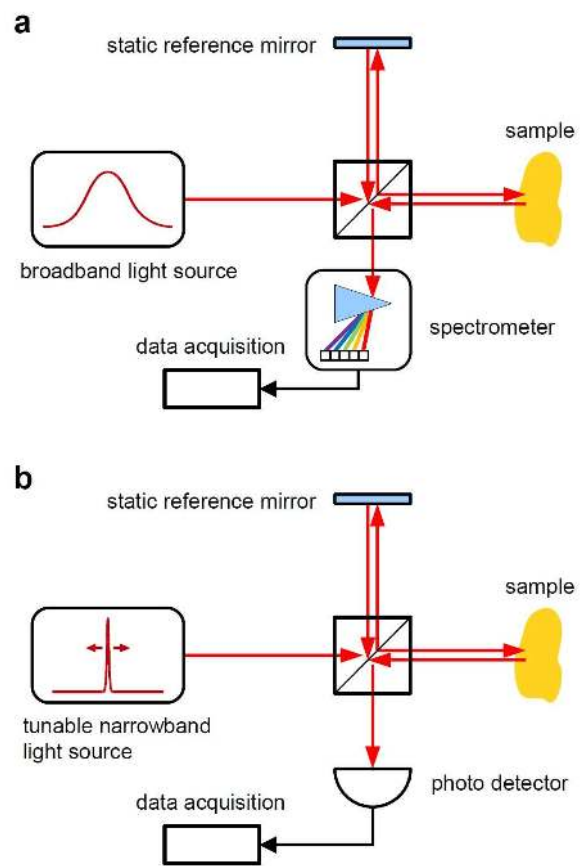 a
static reference mirror
sample
broadband light source
spectrometer
data acquisition
b
static reference mirror
sample
tunable narrowband
light source
photo detector
data acquisition